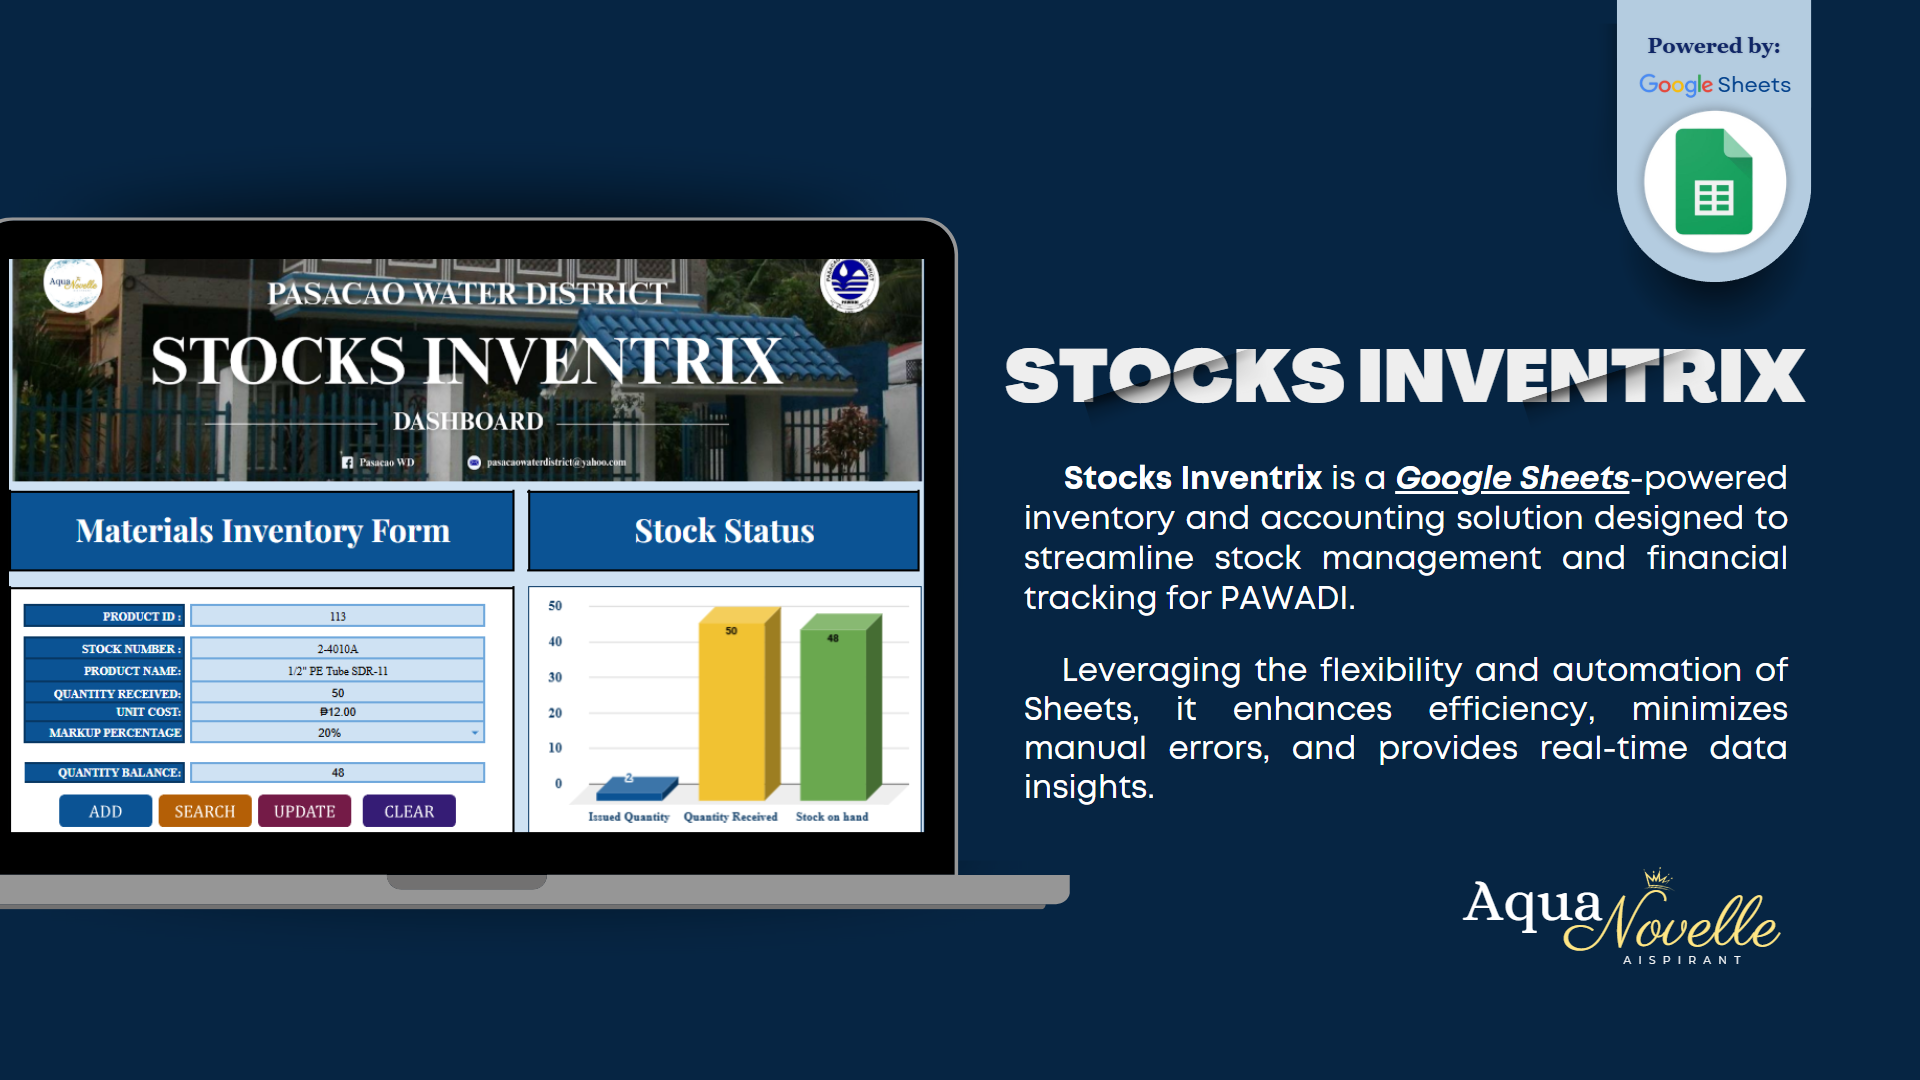 Powered by:
Google Sheets
Aqua Novelle
PASACAO WATER DISTRICT
STOCKS INVENTRIX
DASHBOARD
Pasacao WD
pasacaowaterdistrict@yahoo.com
Materials Inventory Form
PRODUCT ID : 113
STOCK NUMBER : 2-4010A
PRODUCT NAME: 1/2" PE Tube SDR-11
QUANTITY RECEIVED: 50
UNIT COST: ₱12.00
MARKUP PERCENTAGE 20%
QUANTITY BALANCE: 48
ADD SEARCH UPDATE CLEAR
Stock Status
50
40
30
20
10
0
2
50
48
Issued Quantity Quantity Received Stock on hand
STOCKS INVENTRIX
Stocks Inventrix is a Google Sheets-powered
inventory and accounting solution designed to
streamline stock management and financial
tracking for PAWADI.
Leveraging the flexibility and automation of
Sheets, it enhances efficiency, minimizes
manual errors, and provides real-time data
insights.
Aqua Novelle
AISPIRANT